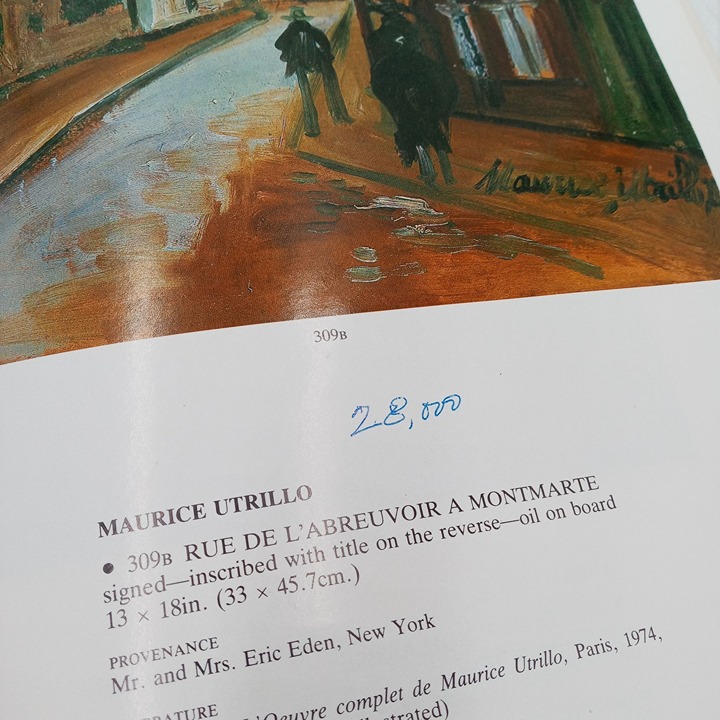 Maurice, Utrillo,
309B
28,000
MAURICE UTRILLO
• 309B RUE DE L'ABREUVOIR A MONTMARTE
signed—inscribed with title on the reverse—oil on board
13 × 18in. (33 × 45.7cm.)
PROVENANCE
Mr. and Mrs. Eric Eden, New York
L'Oeuvre complet de Maurice Utrillo, Paris, 1974,